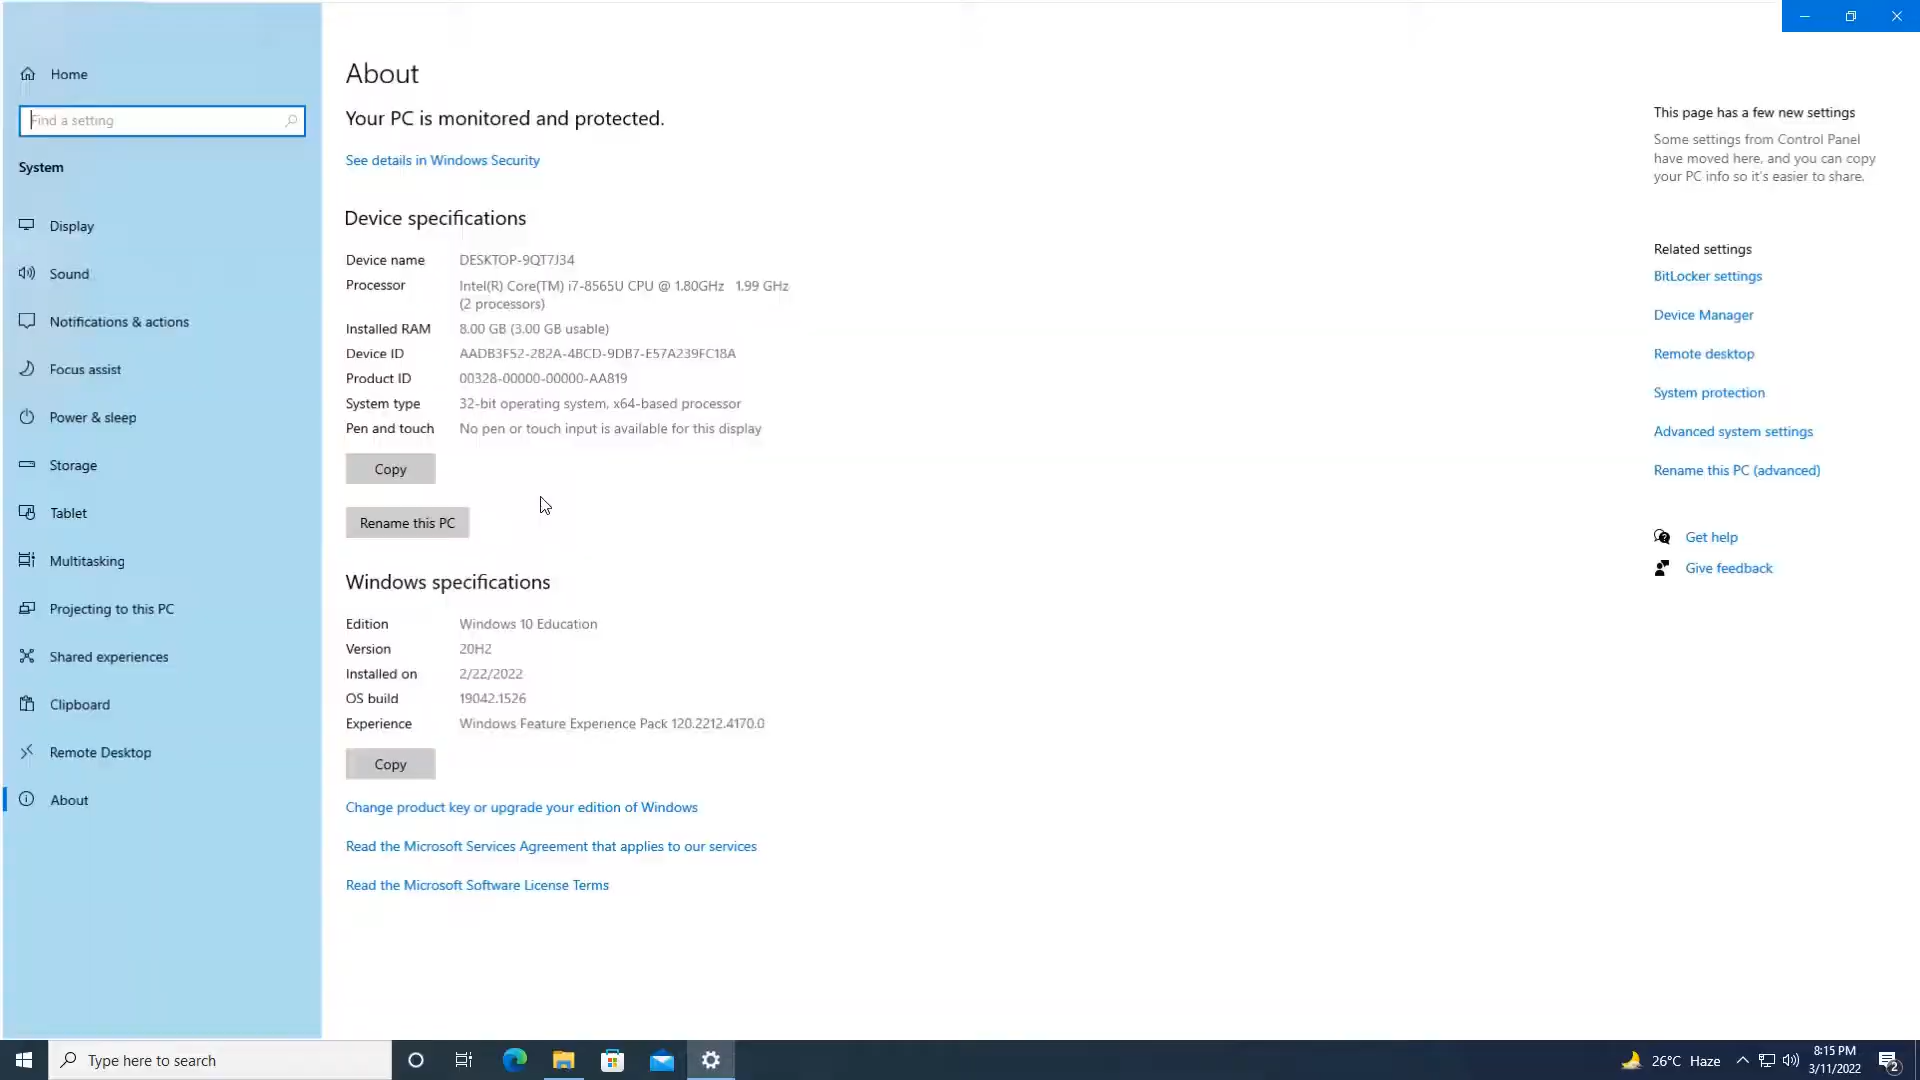 Home
Find a setting
System
Display
Sound
Notifications & actions
Focus assist
Power & sleep
Storage
Tablet
Multitasking
Projecting to this PC
Shared experiences
Clipboard
Remote Desktop
About
About
Your PC is monitored and protected.
See details in Windows Security
Device specifications
Device name DESKTOP-9QT7J34
Processor Intel(R) Core(TM) i7-8565U CPU @ 1.80GHz 1.99 GHz
(2 processors)
Installed RAM 8.00 GB (3.00 GB usable)
Device ID AADB3F52-282A-4BCD-9DB7-E57A239FC18A
Product ID 00328-00000-00000-AA819
System type 32-bit operating system, x64-based processor
Pen and touch No pen or touch input is available for this display
Copy
Rename this PC
Windows specifications
Edition Windows 10 Education
Version 20H2
Installed on 2/22/2022
OS build 19042.1526
Experience Windows Feature Experience Pack 120.2212.4170.0
Copy
Change product key or upgrade your edition of Windows
Read the Microsoft Services Agreement that applies to our services
Read the Microsoft Software License Terms
This page has a few new settings
Some settings from Control Panel
have moved here, and you can copy
your PC info so it's easier to share.
Related settings
BitLocker settings
Device Manager
Remote desktop
System protection
Advanced system settings
Rename this PC (advanced)
Get help
Give feedback
Type here to search
26°C Haze
8:15 PM
3/11/2022
2